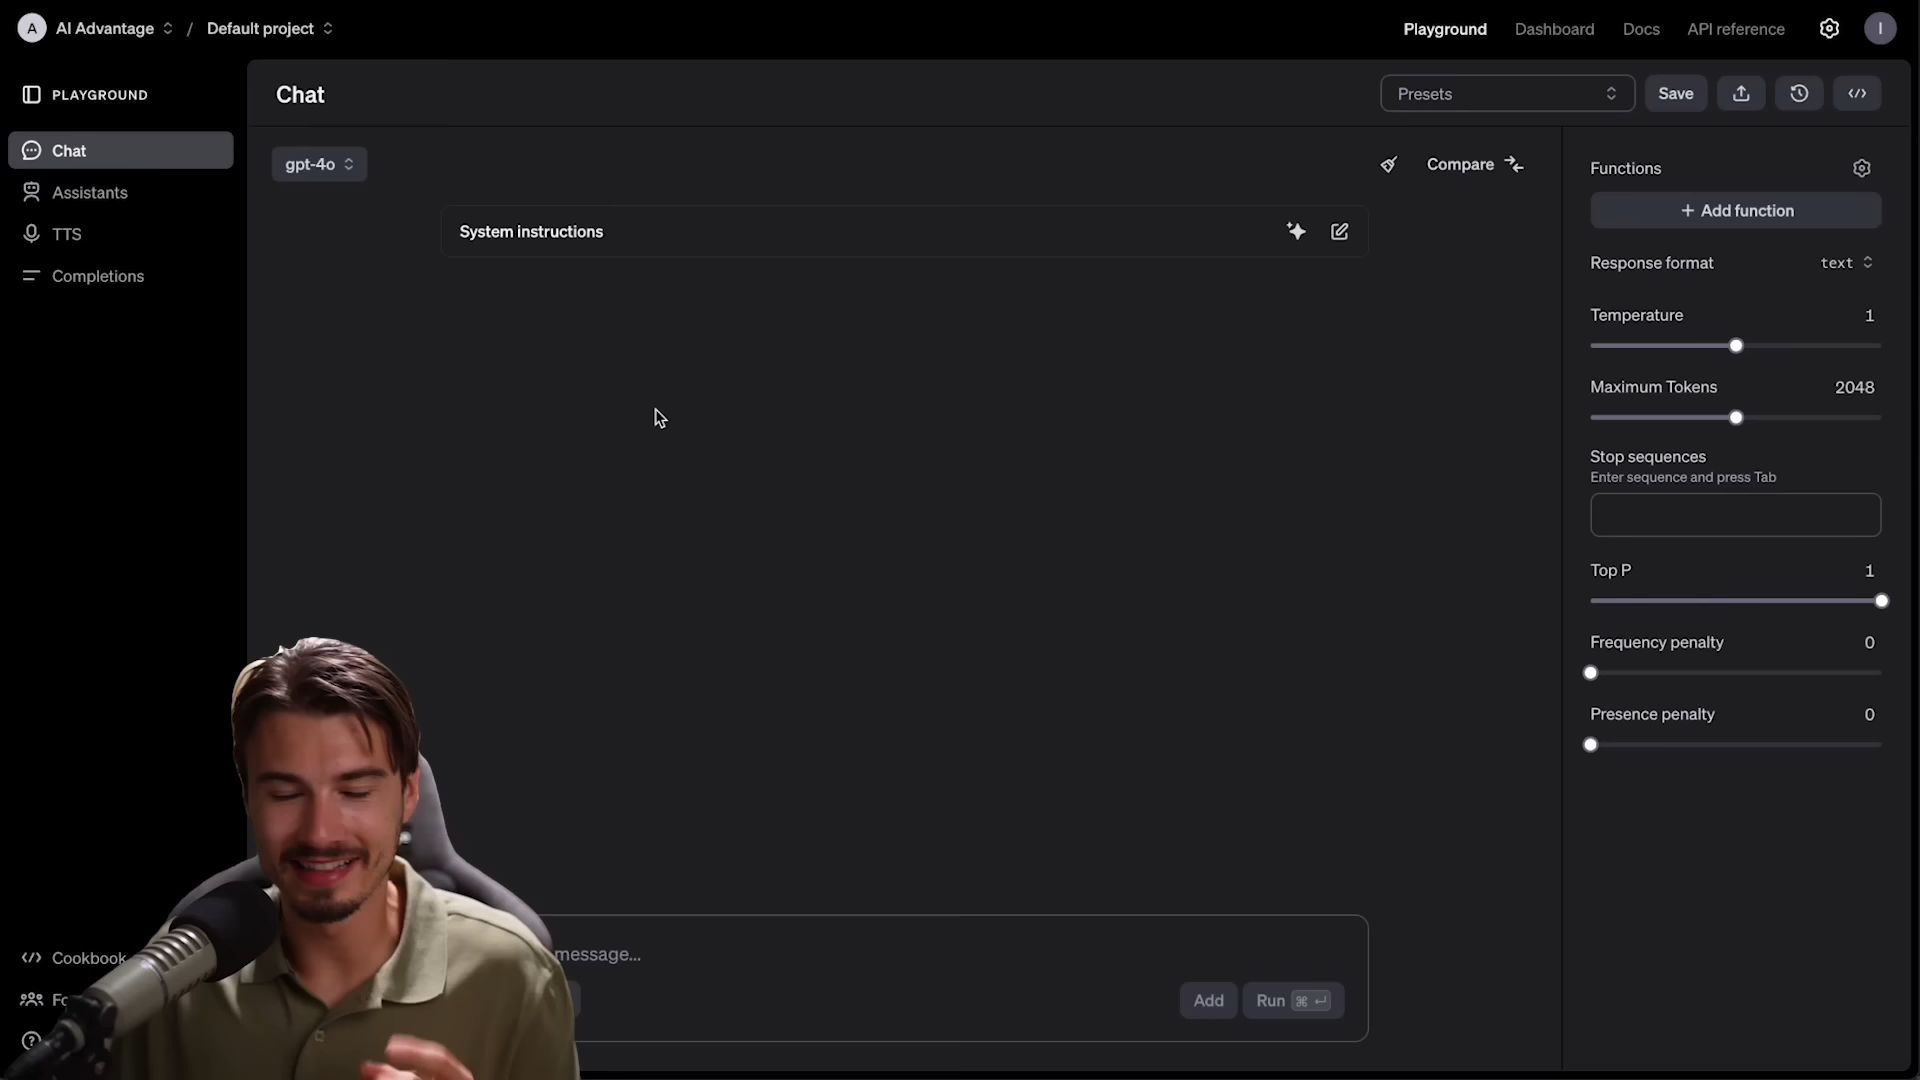 A AI Advantage / Default project
Playground Dashboard Docs API reference I
PLAYGROUND
Chat
Assistants
TTS
Completions
Cookbook
Fo
Chat
Presets
Save
gpt-4o
Compare
System instructions
message...
Add
Run ⌘ ↵
Functions
+ Add function
Response format text
Temperature 1
Maximum Tokens 2048
Stop sequences
Enter sequence and press Tab
Top P 1
Frequency penalty 0
Presence penalty 0